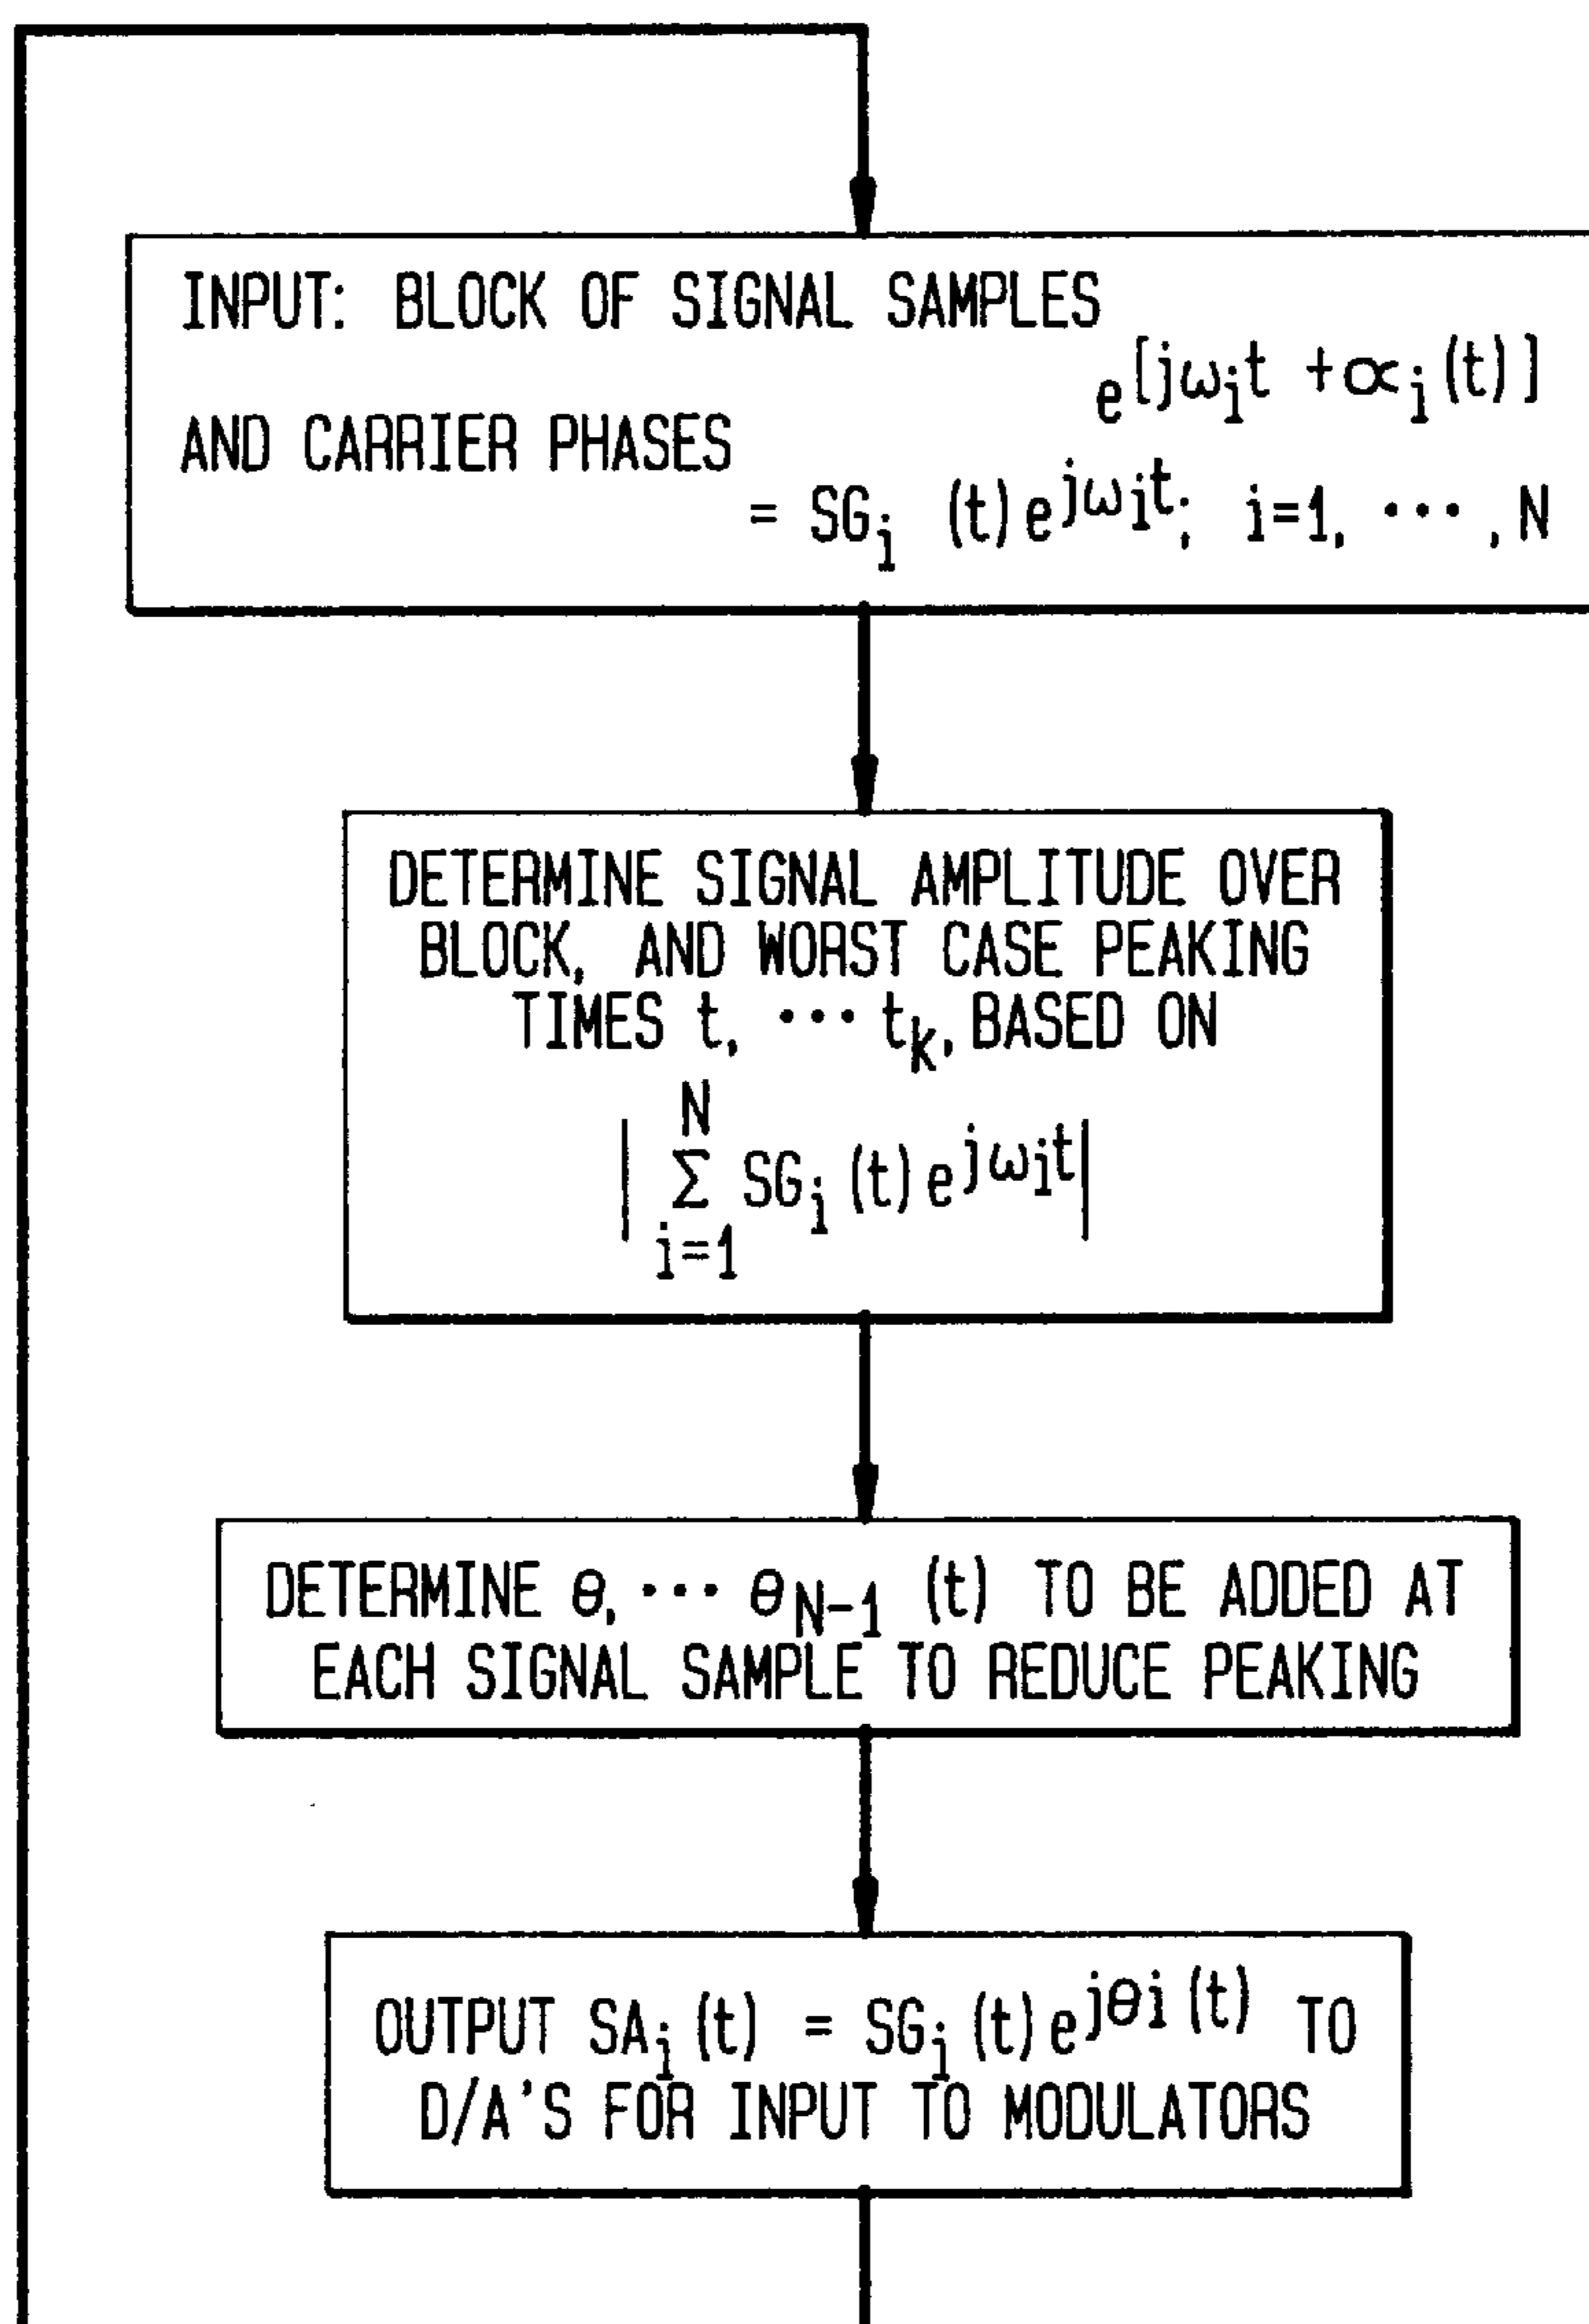 INPUT: BLOCK OF SIGNAL SAMPLES
e[jωit +αi(t)]
AND CARRIER PHASES
= SGi (t)ejωit; i=1, ··· ,N
DETERMINE SIGNAL AMPLITUDE OVER
BLOCK, AND WORST CASE PEAKING
TIMES t, ··· tk, BASED ON
N
| Σ SGi(t)ejωit|
i=1
DETERMINE θ, ··· θN-1 (t) TO BE ADDED AT
EACH SIGNAL SAMPLE TO REDUCE PEAKING
OUTPUT SAi(t) = SGi(t)ejθi(t) TO
D/A'S FOR INPUT TO MODULATORS